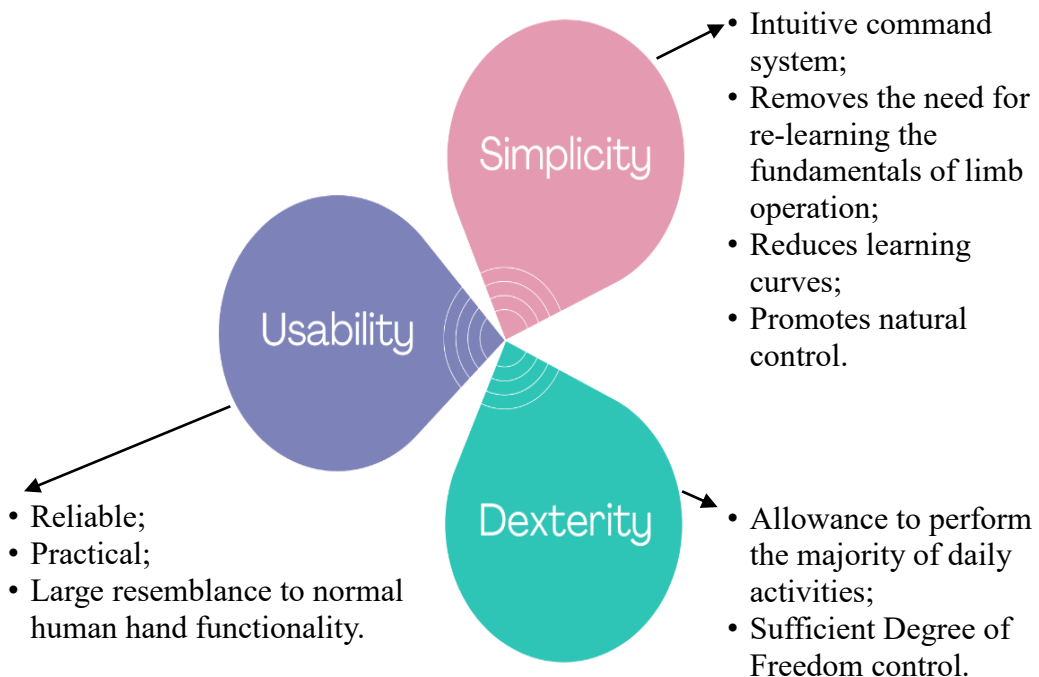 Simplicity
• Intuitive command
system;
• Removes the need for
re-learning the
fundamentals of limb
operation;
• Reduces learning
curves;
• Promotes natural
control.
Usability
• Reliable;
• Practical;
• Large resemblance to normal
human hand functionality.
Dexterity
• Allowance to perform
the majority of daily
activities;
• Sufficient Degree of
Freedom control.